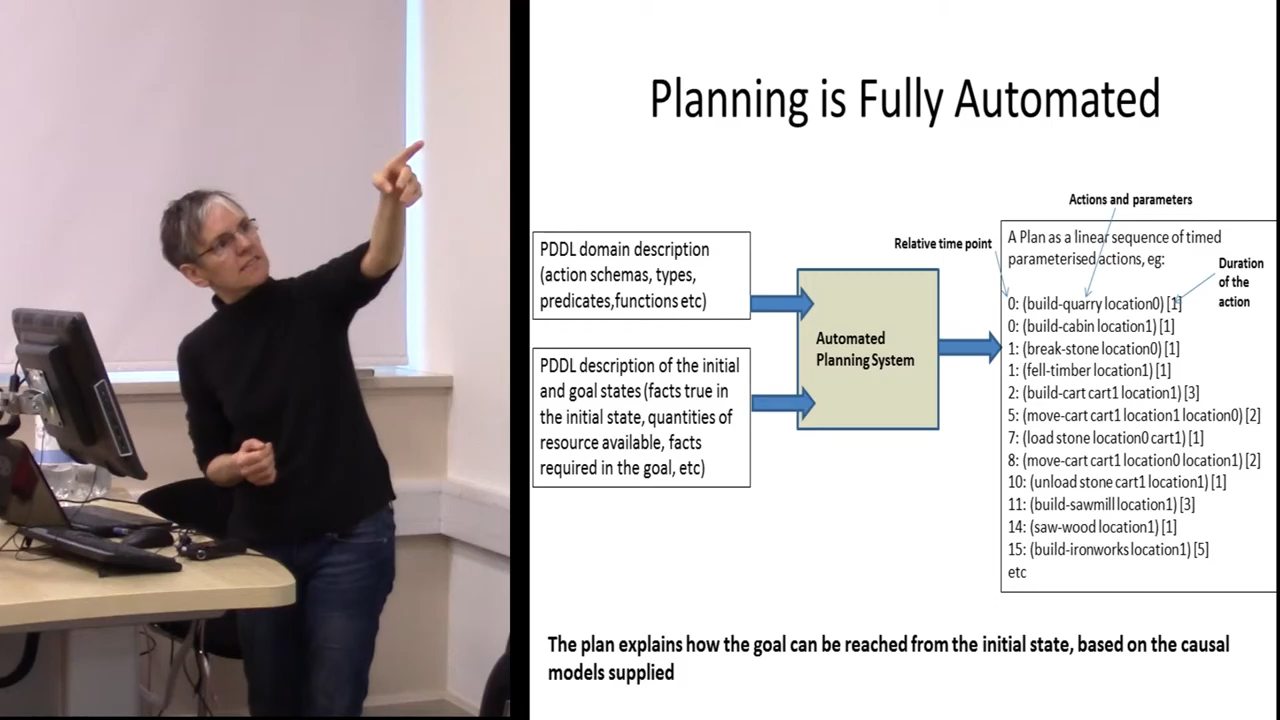 Planning is Fully Automated
Actions and parameters
Relative time point
A Plan as a linear sequence of timed
parameterised actions, eg:
Duration
of the
action
PDDL domain description
(action schemas, types,
predicates,functions etc)
PDDL description of the initial
and goal states (facts true in
the initial state, quantities of
resource available, facts
required in the goal, etc)
Automated
Planning System
0: (build-quarry location0) [1]
0: (build-cabin location1) [1]
1: (break-stone location0) [1]
1: (fell-timber location1) [1]
2: (build-cart cart1 location1) [3]
5: (move-cart cart1 location1 location0) [2]
7: (load stone location0 cart1) [1]
8: (move-cart cart1 location0 location1) [2]
10: (unload stone cart1 location1) [1]
11: (build-sawmill location1) [3]
14: (saw-wood location1) [1]
15: (build-ironworks location1) [5]
etc
The plan explains how the goal can be reached from the initial state, based on the causal
models supplied